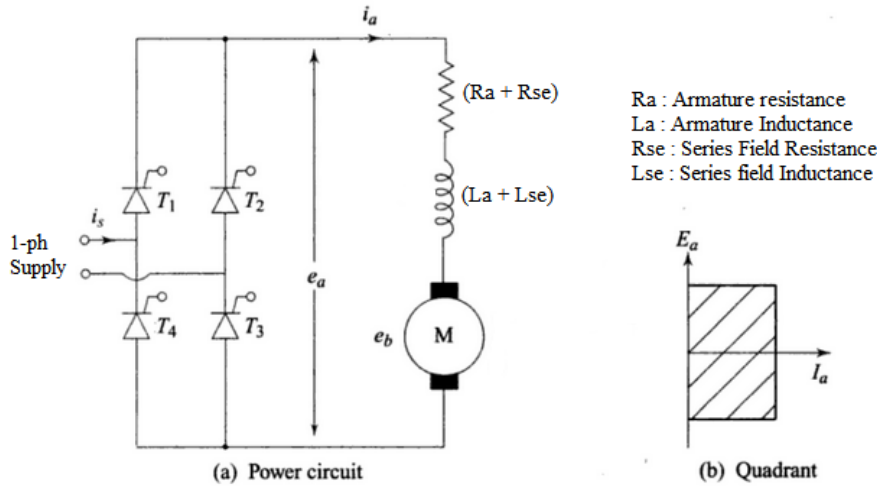 i_a
(Ra + Rse)
Ra : Armature resistance
La : Armature Inductance
Rse : Series Field Resistance
Lse : Series field Inductance
T_1
T_2
(La + Lse)
i_s
1-ph
Supply
e_a
E_a
T_4
T_3
e_b
M
I_a
(a) Power circuit
(b) Quadrant